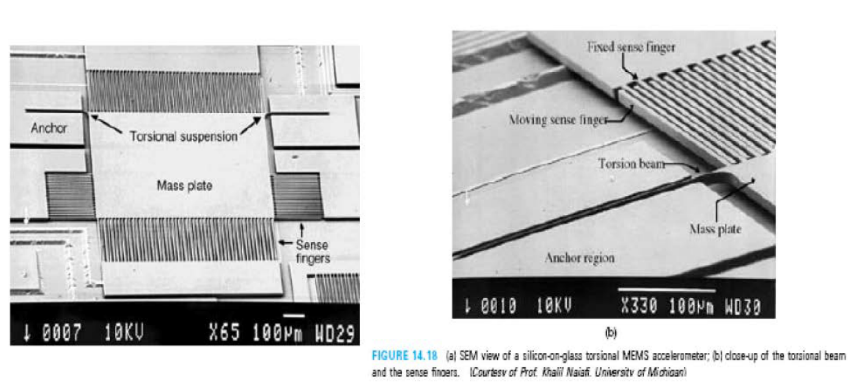 Anchor
Torsional suspension
Mass plate
Sense
fingers
↓ 0007 10KV X65 100μm WD29
Fixed sense finger
Moving sense finger
Torsion beam
Mass plate
Anchor region
↓ 0010 10KV X330 100μm WD30
(b)
FIGURE 14.18 (a) SEM view of a silicon-on-glass torsional MEMS accelerometer; (b) close-up of the torsional beam
and the sense fingers. (Courtesy of Prof. Khalil Najafi, University of Michigan)